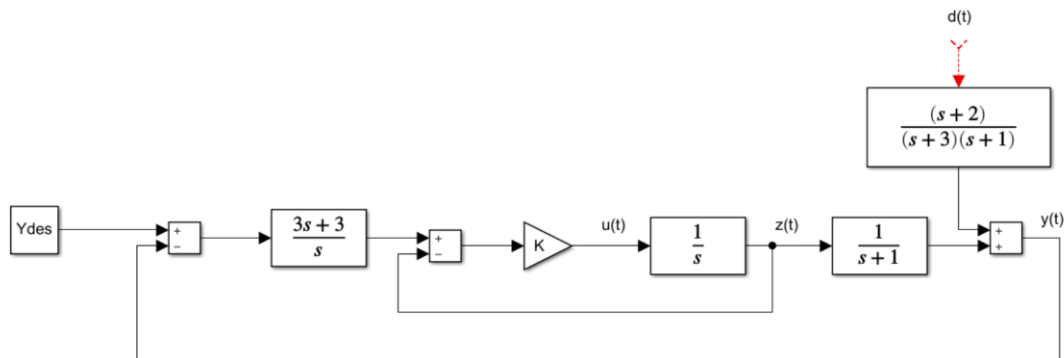 d(t)
(s + 2)
(s + 3)(s + 1)
Ydes
+
−
3s + 3
s
+
−
K
u(t)
1
s
z(t)
1
s + 1
+
+
y(t)